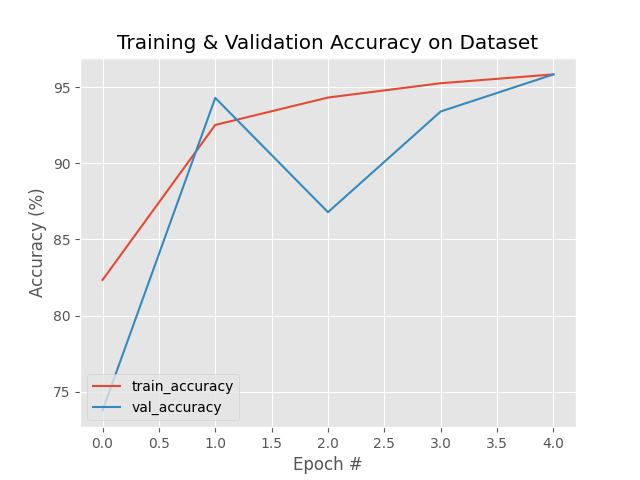 Training & Validation Accuracy on Dataset
Accuracy (%)
95
90
85
80
75
train_accuracy
val_accuracy
0.0 0.5 1.0 1.5 2.0 2.5 3.0 3.5 4.0
Epoch #